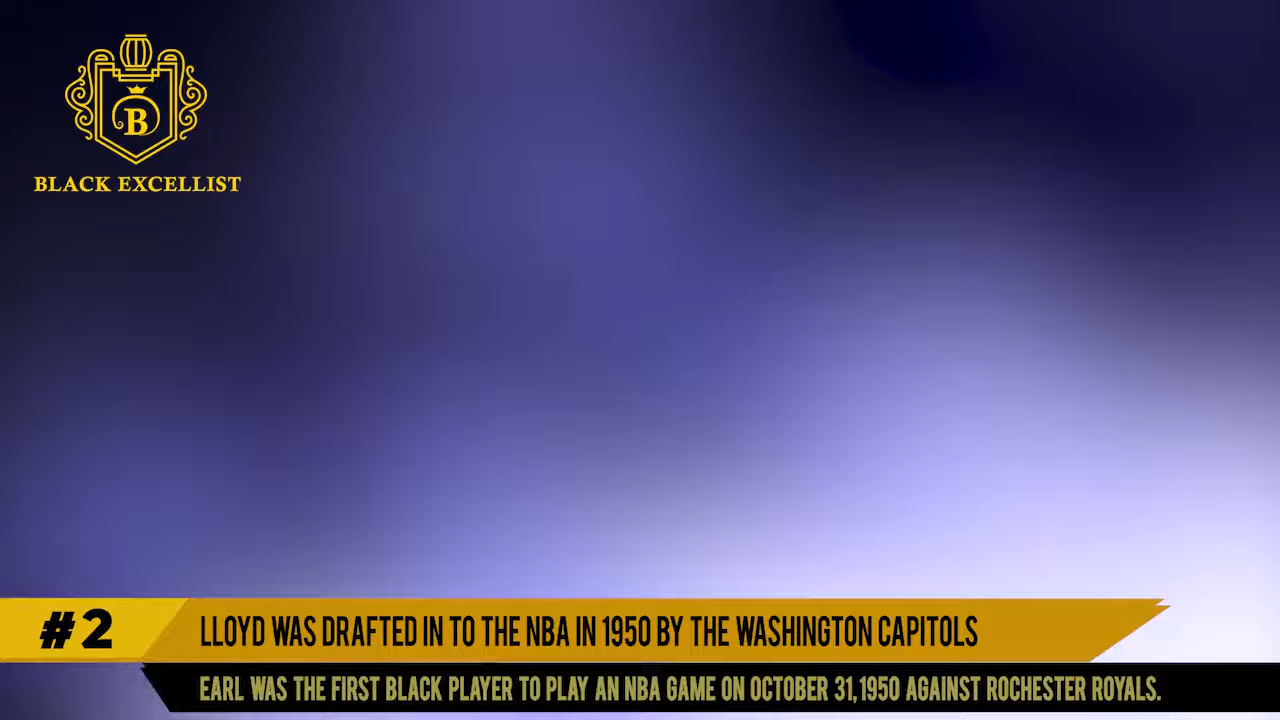 B
BLACK EXCELLIST
#2
LLOYD WAS DRAFTED IN TO THE NBA IN 1950 BY THE WASHINGTON CAPITOLS
EARL WAS THE FIRST BLACK PLAYER TO PLAY AN NBA GAME ON OCTOBER 31,1950 AGAINST ROCHESTER ROYALS.